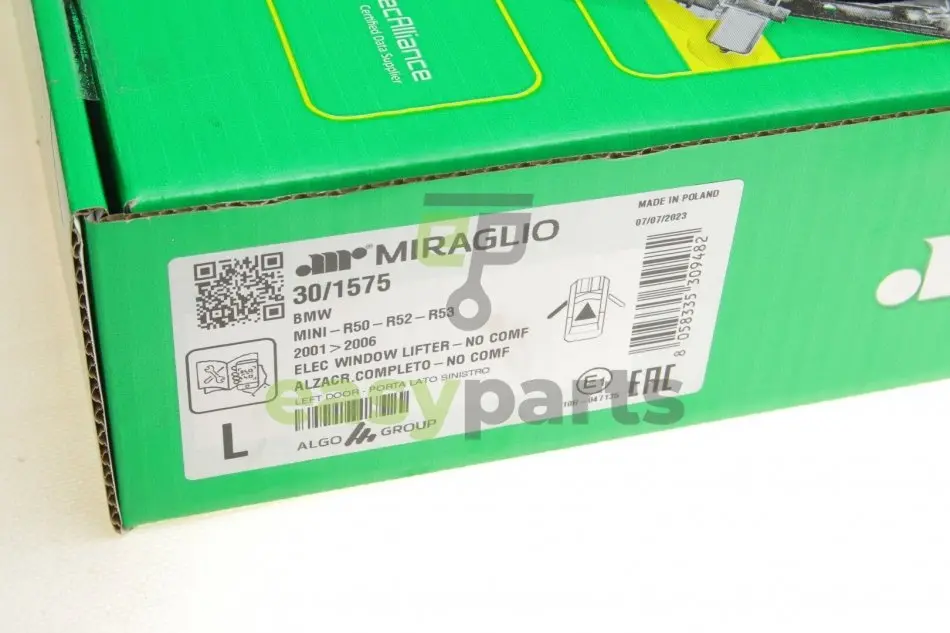 ecAlliance
Certified Data Supplier
MIRAGLIO
30/1575
BMW
MINI-R50-R52-R53
2001>2006
ELEC WINDOW LIFTER-NO COMF
ALZACR.COMPLETO-NO COMF
LEFT DOOR - PORTA LATO SINISTRO
L
ALGO GROUP
MADE IN POLAND
07/07/2023
8 058335 309482
E1
EAC
easyparts